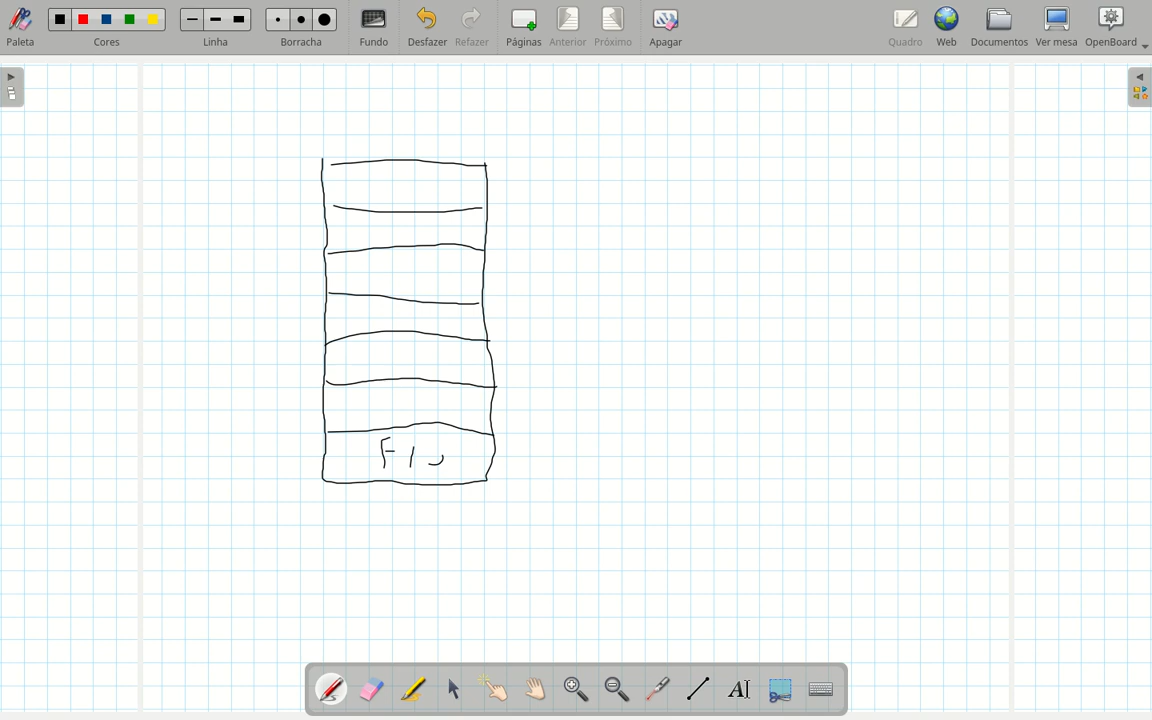 Paleta
Cores
Linha
Borracha
Fundo
Desfazer
Refazer
Páginas
Anterior
Próximo
Apagar
Quadro
Web
Documentos
Ver mesa
OpenBoard